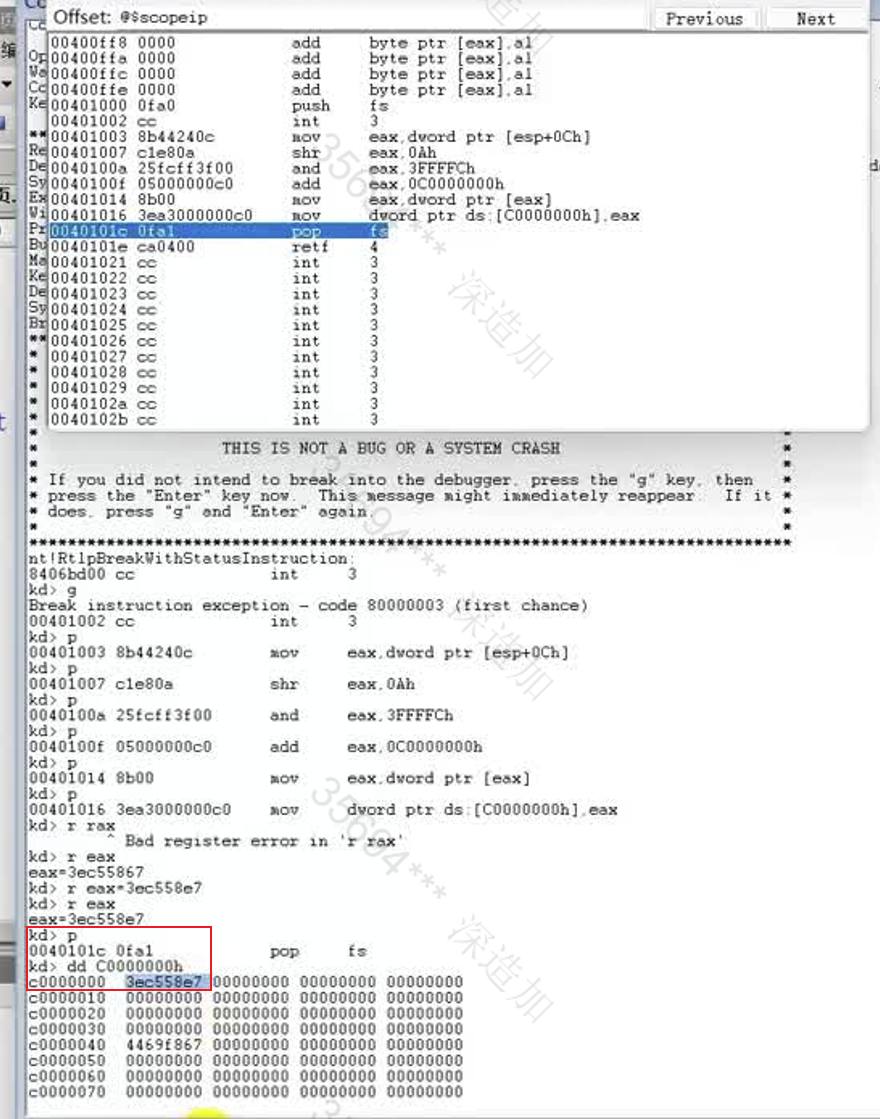 Offset: @$scopeip Previous Next
00400ff8 0000 add byte ptr [eax],al
00400ffa 0000 add byte ptr [eax],al
00400ffc 0000 add byte ptr [eax],al
00400ffe 0000 add byte ptr [eax],al
00401000 0fa0 push fs
00401002 cc int 3
00401003 8b44240c mov eax,dword ptr [esp+0Ch]
00401007 c1e80a shr eax,0Ah
0040100a 25fcff3f00 and eax,3FFFFCh
0040100f 05000000c0 add eax,0C0000000h
00401014 8b00 mov eax,dword ptr [eax]
00401016 3ea3000000c0 mov dword ptr ds:[C0000000h],eax
0040101c 0fa1 pop fs
0040101e ca0400 retf 4
00401021 cc int 3
00401022 cc int 3
00401023 cc int 3
00401024 cc int 3
00401025 cc int 3
00401026 cc int 3
00401027 cc int 3
00401028 cc int 3
00401029 cc int 3
0040102a cc int 3
0040102b cc int 3
* THIS IS NOT A BUG OR A SYSTEM CRASH *
* *
* If you did not intend to break into the debugger, press the "g" key, then *
* press the "Enter" key now. This message might immediately reappear. If it *
* does, press "g" and "Enter" again. *
* *
nt!RtlpBreakWithStatusInstruction:
8406bd00 cc int 3
kd> g
Break instruction exception - code 80000003 (first chance)
00401002 cc int 3
kd> p
00401003 8b44240c mov eax,dword ptr [esp+0Ch]
kd> p
00401007 c1e80a shr eax,0Ah
kd> p
0040100a 25fcff3f00 and eax,3FFFFCh
kd> p
0040100f 05000000c0 add eax,0C0000000h
kd> p
00401014 8b00 mov eax,dword ptr [eax]
kd> p
00401016 3ea3000000c0 mov dword ptr ds:[C0000000h],eax
kd> r rax
^ Bad register error in 'r rax'
kd> r eax
eax=3ec55867
kd> r eax=3ec558e7
kd> r eax
eax=3ec558e7
kd> p
0040101c 0fa1 pop fs
kd> dd C0000000h
c0000000 3ec558e7 00000000 00000000 00000000
c0000010 00000000 00000000 00000000 00000000
c0000020 00000000 00000000 00000000 00000000
c0000030 00000000 00000000 00000000 00000000
c0000040 4469f867 00000000 00000000 00000000
c0000050 00000000 00000000 00000000 00000000
c0000060 00000000 00000000 00000000 00000000
c0000070 00000000 00000000 00000000 00000000
深造加
深造加
35694***
深造加